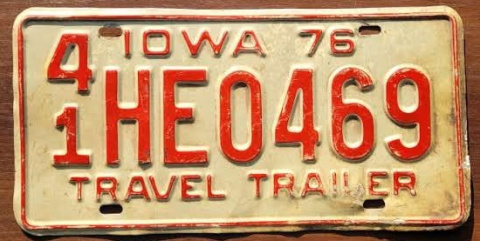 IOWA 76
41 HE0469
TRAVEL TRAILER